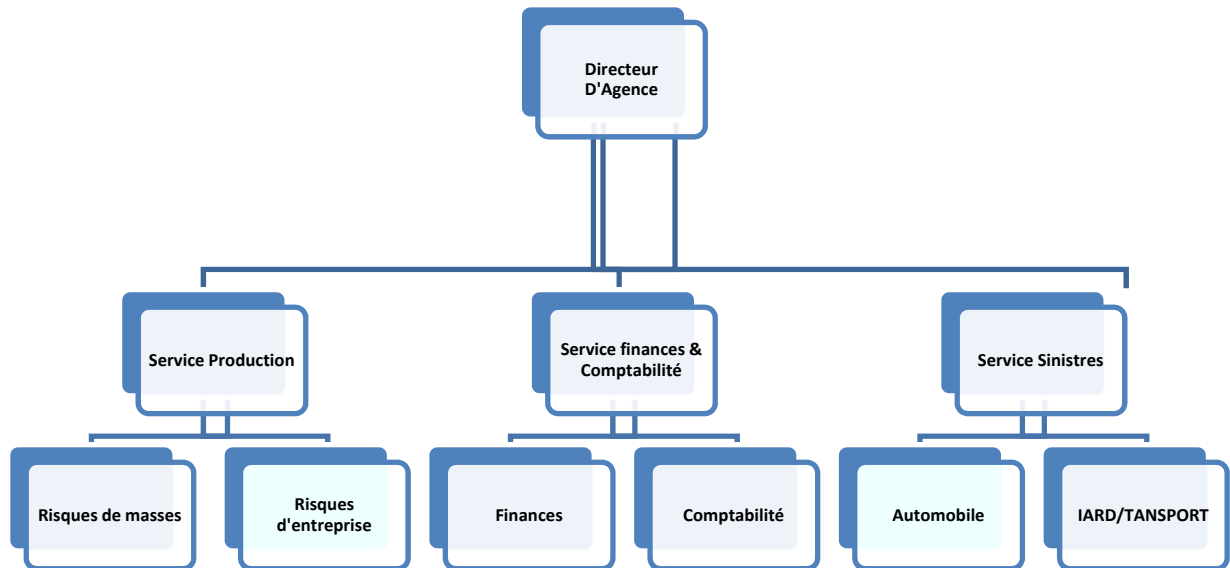 Directeur
D'Agence
Service Production
Service finances &
Comptabilité
Service Sinistres
Risques de masses
Risques
d'entreprise
Finances
Comptabilité
Automobile
IARD/TANSPORT